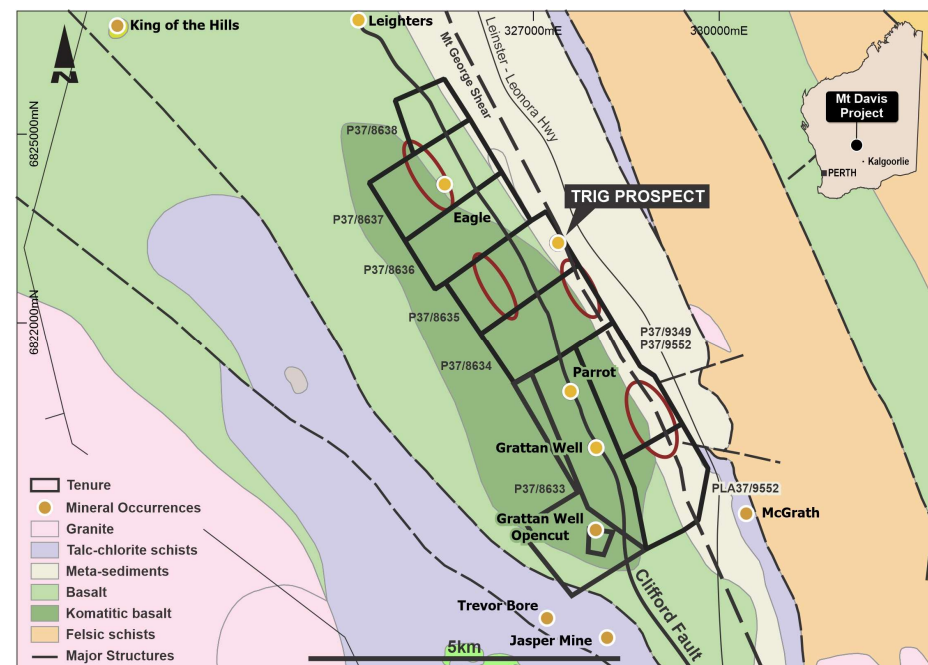 King of the Hills
Leighters
327000mE
330000mE
Mt George Shear
Leinster - Leonora Hwy
N
6825000mN
6822000mN
Mt Davis
Project
Kalgoorlie
PERTH
P37/8638
TRIG PROSPECT
P37/8637
Eagle
P37/8636
P37/8635
P37/9349
P37/9552
P37/8634
Parrot
Grattan Well
P37/8633
PLA37/9552
McGrath
Grattan Well
Opencut
Tenure
Mineral Occurrences
Granite
Talc-chlorite schists
Meta-sediments
Basalt
Komatitic basalt
Felsic schists
Major Structures
Clifford Fault
Trevor Bore
Jasper Mine
5km